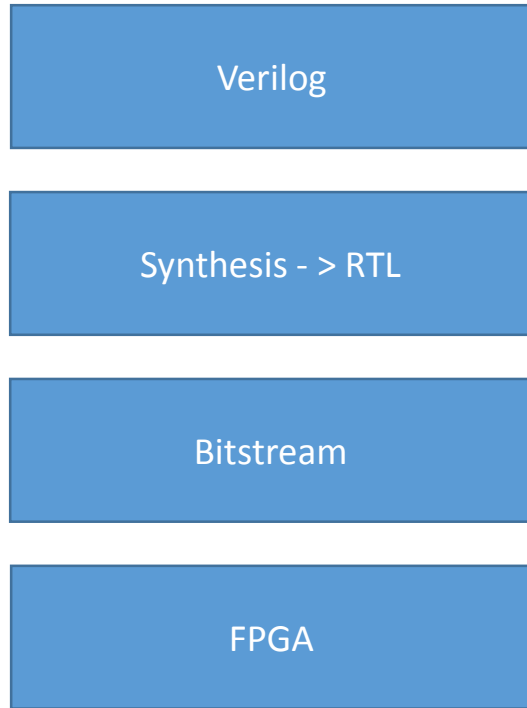 Verilog
Synthesis - > RTL
Bitstream
FPGA